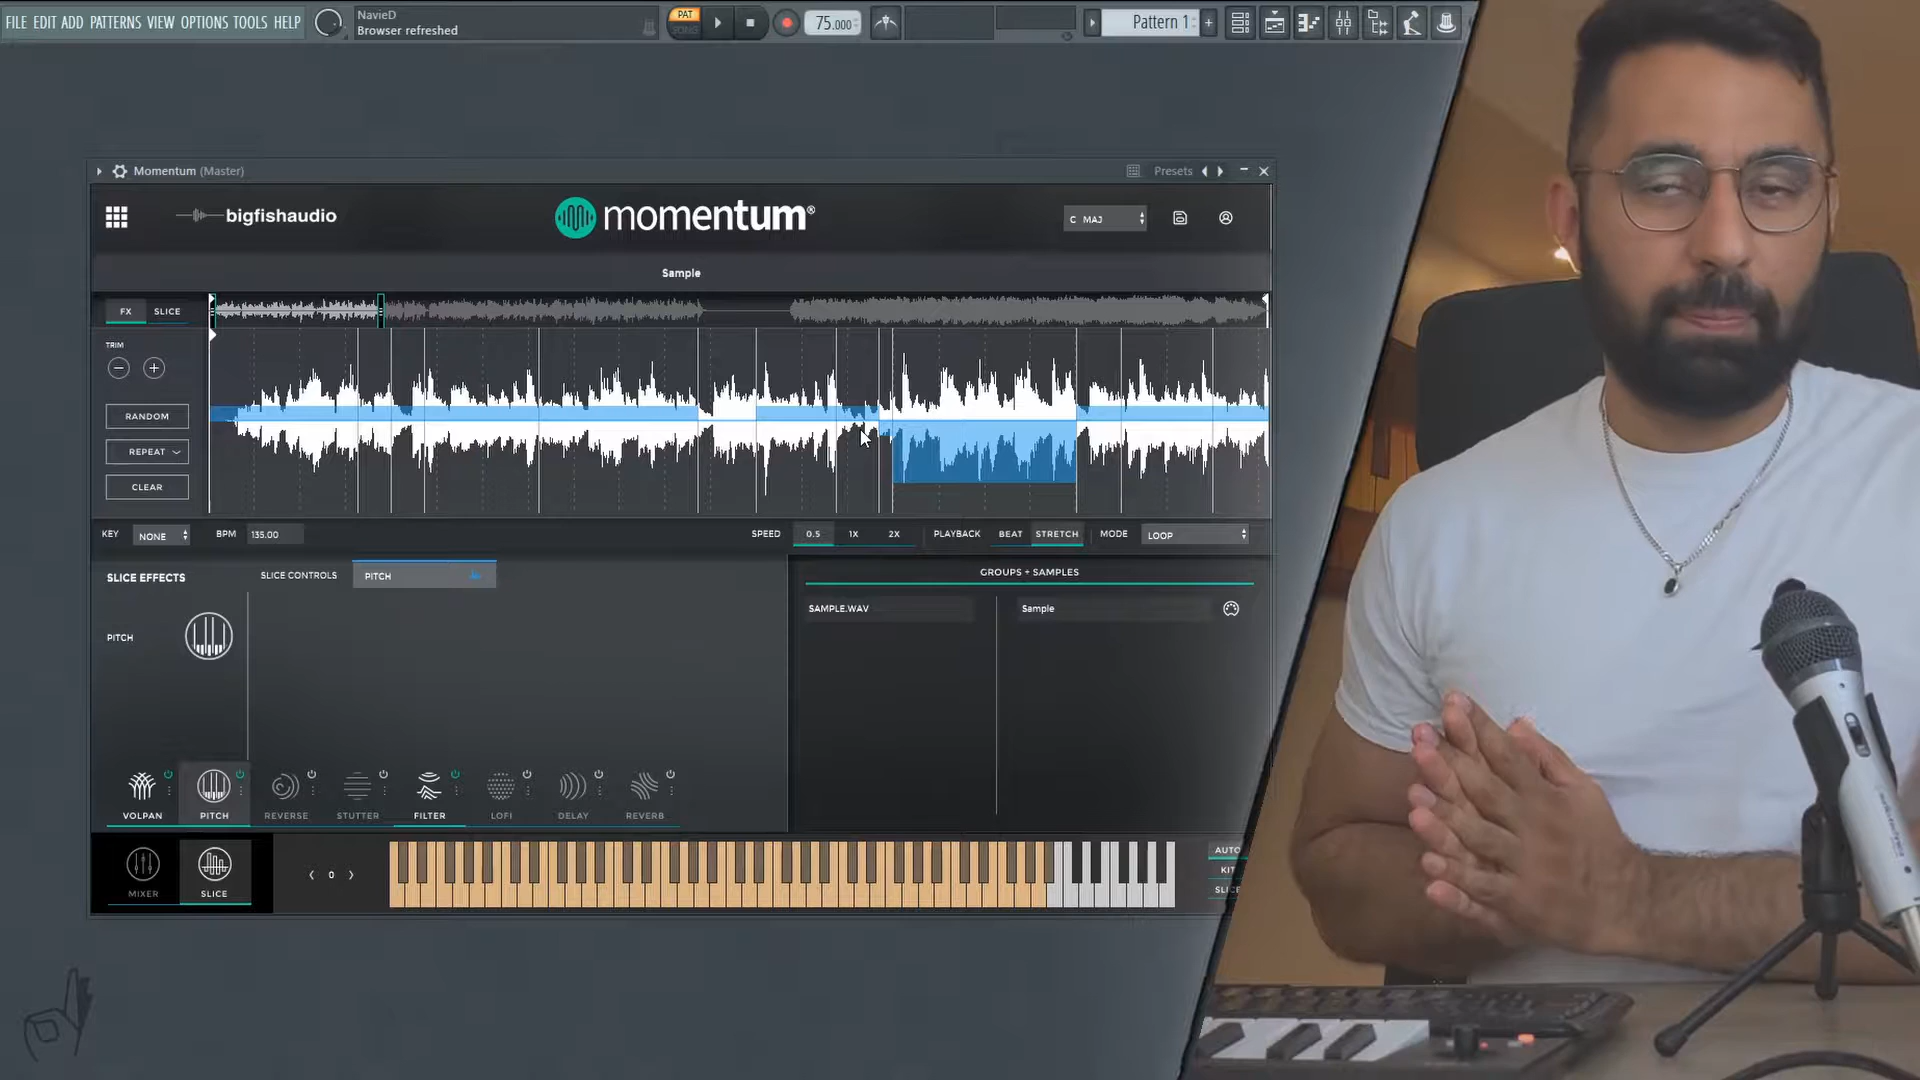 FILE EDIT ADD PATTERNS VIEW OPTIONS TOOLS HELP
NavieD
Browser refreshed
PAT
SONG
75.000
Pattern 1
+
Momentum (Master)
Presets
bigfishaudio
momentum®
C MAJ
Sample
FX SLICE
TRIM
RANDOM
REPEAT
CLEAR
KEY NONE BPM 135.00 SPEED 0.5 1X 2X PLAYBACK BEAT STRETCH MODE LOOP
SLICE EFFECTS SLICE CONTROLS PITCH
GROUPS + SAMPLES
SAMPLE.WAV Sample
PITCH
VOLPAN PITCH REVERSE STUTTER FILTER LOFI DELAY REVERB
MIXER SLICE
0
AUTO
KIT
SLICE